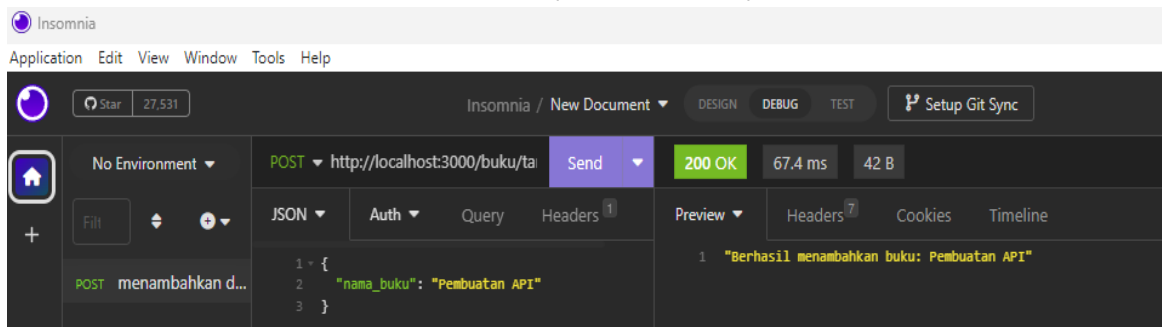 Insomnia
Application Edit View Window Tools Help
Star 27,531
Insomnia / New Document
DESIGN DEBUG TEST
Setup Git Sync
No Environment
POST http://localhost:3000/buku/ta
Send
200 OK 67.4 ms 42 B
Filt
JSON Auth Query Headers 1
Preview Headers 7 Cookies Timeline
POST menambahkan d...
1 {
2 "nama_buku": "Pembuatan API"
3 }
1 "Berhasil menambahkan buku: Pembuatan API"